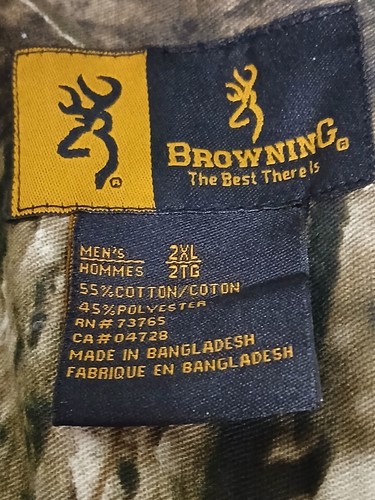 ®
BROWNING®
The Best There Is
MEN'S 2XL
HOMMES 2TG
55% COTTON/COTON
45% POLYESTER
RN# 73765
CA# 04728
MADE IN BANGLADESH
FABRIQUE EN BANGLADESH